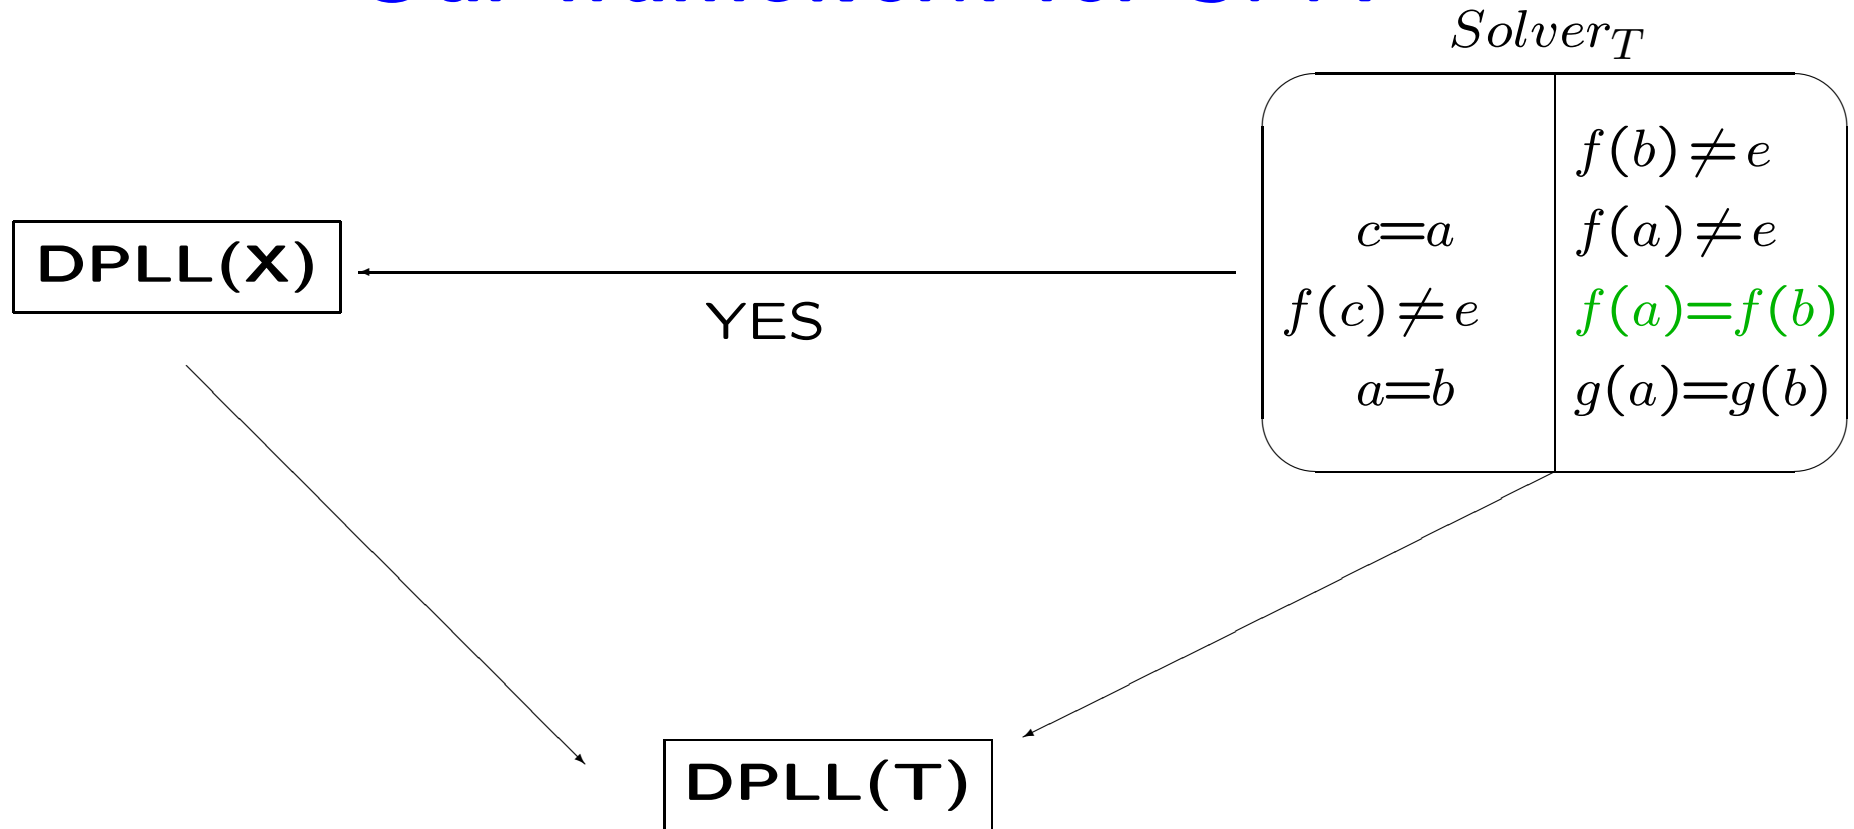 Solver_T
f(b)≠e
c=a f(a)≠e
DPLL(X)
f(c)≠e f(a)=f(b)
YES
a=b g(a)=g(b)
DPLL(T)